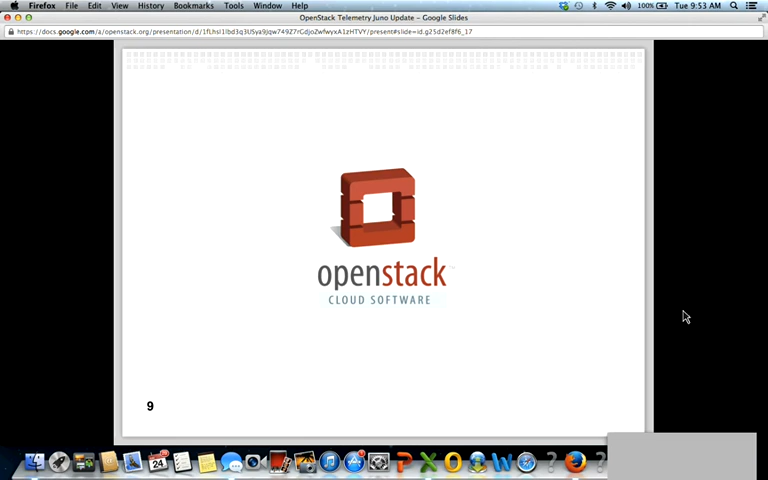 Firefox File Edit View History Bookmarks Tools Window Help 100% Tue 9:53 AM
OpenStack Telemetry Juno Update - Google Slides
openstack
CLOUD SOFTWARE
9
24